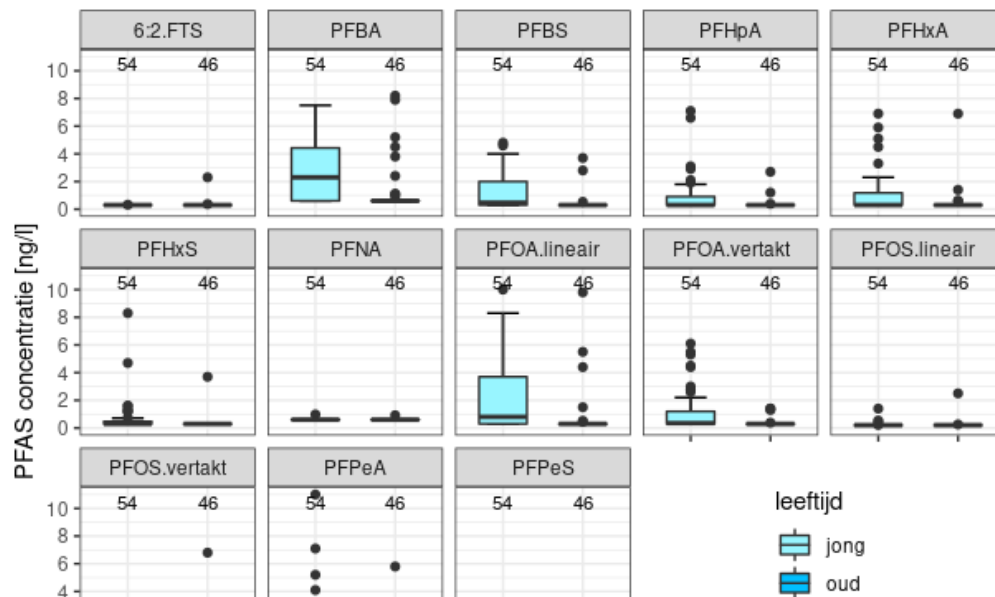 6:2.FTS PFBA PFBS PFHpA PFHxA
54 46 54 46 54 46 54 46 54 46
10
8
6
4
2
0
PFHxS PFNA PFOA.lineair PFOA.vertakt PFOS.lineair
54 46 54 46 54 46 54 46 54 46
10
8
6
4
2
0
PFAS concentratie [ng/l]
PFOS.vertakt PFPeA PFPeS
54 46 54 46 54 46
10
8
6
4
leeftijd
jong
oud